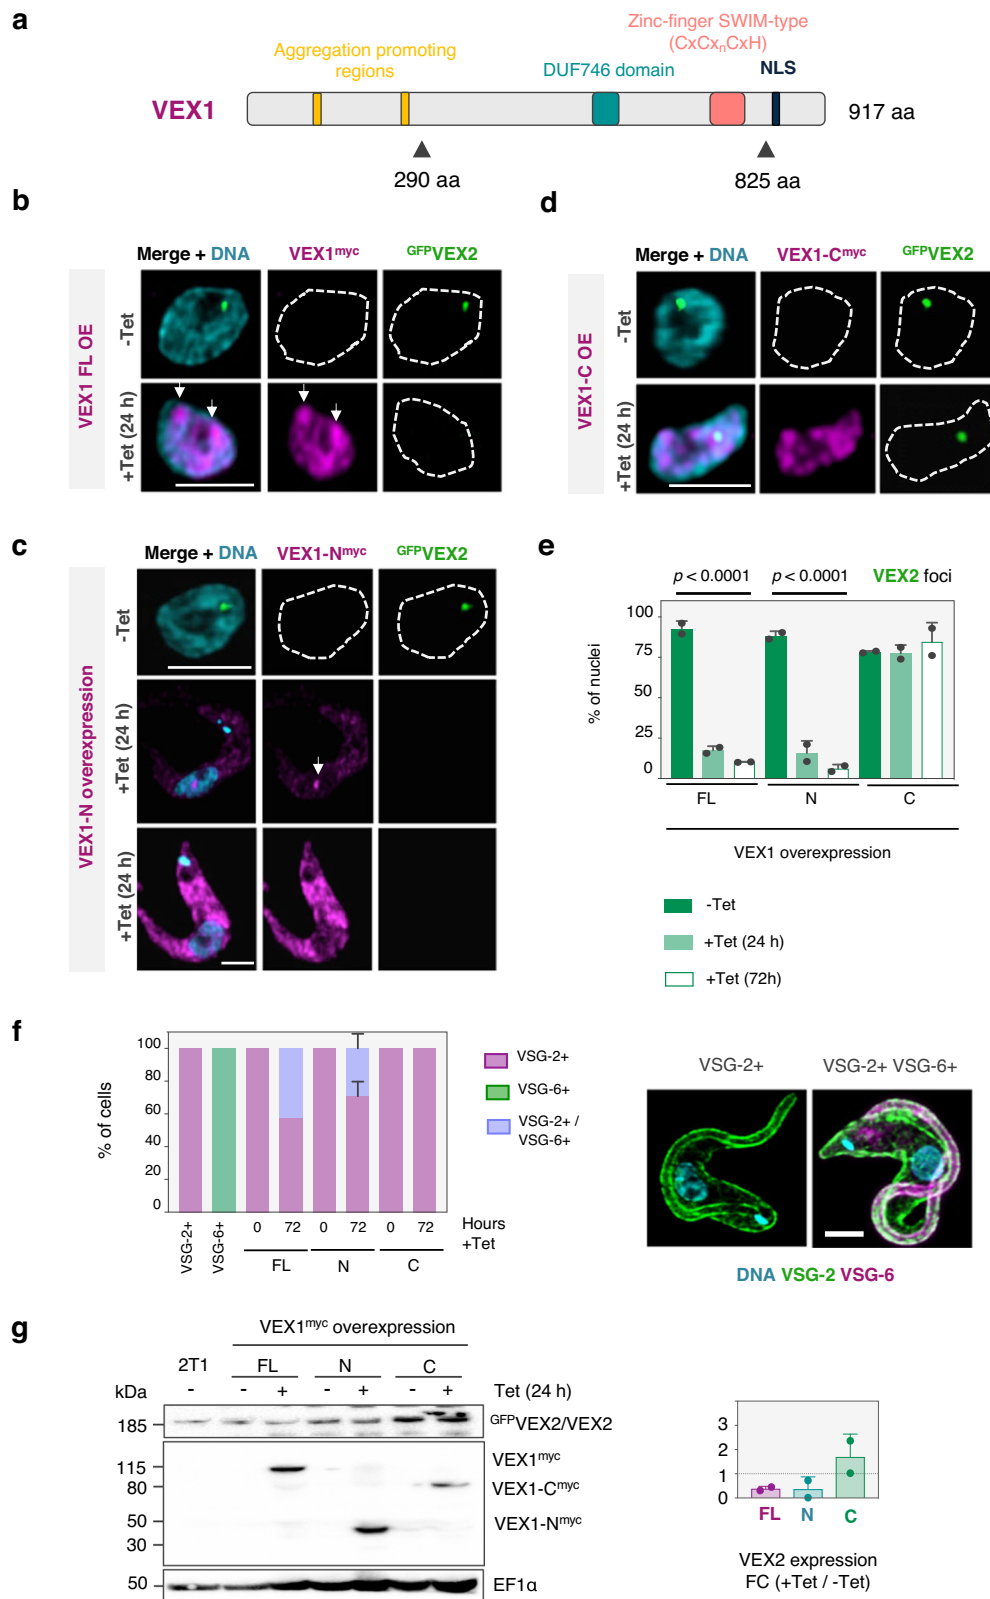 a
Aggregation promoting
regions
DUF746 domain
Zinc-finger SWIM-type
(CxCxnCxH)
NLS
VEX1
917 aa
290 aa
825 aa
b
Merge + DNA
VEX1myc
GFPVEX2
VEX1 FL OE
-Tet
+Tet (24 h)
d
Merge + DNA
VEX1-Cmyc
GFPVEX2
VEX1-C OE
-Tet
+Tet (24 h)
c
Merge + DNA
VEX1-Nmyc
GFPVEX2
VEX1-N overexpression
-Tet
+Tet (24 h)
+Tet (24 h)
e
p < 0.0001
p < 0.0001
VEX2 foci
% of nuclei
100
75
25
0
FL
N
C
VEX1 overexpression
-Tet
+Tet (24 h)
+Tet (72h)
f
% of cells
100
80
60
40
20
0
VSG-2+
VSG-6+
0
72
0
72
0
72
Hours
+Tet
FL
N
C
VSG-2+
VSG-6+
VSG-2+ /
VSG-6+
VSG-2+
VSG-2+ VSG-6+
DNA VSG-2 VSG-6
g
VEX1myc overexpression
2T1
FL
N
C
kDa
- - + - + - +
Tet (24 h)
185
GFPVEX2/VEX2
115
80
50
30
VEX1myc
VEX1-Cmyc
VEX1-Nmyc
50
EF1α
3
2
1
0
FL
N
C
VEX2 expression
FC (+Tet / -Tet)